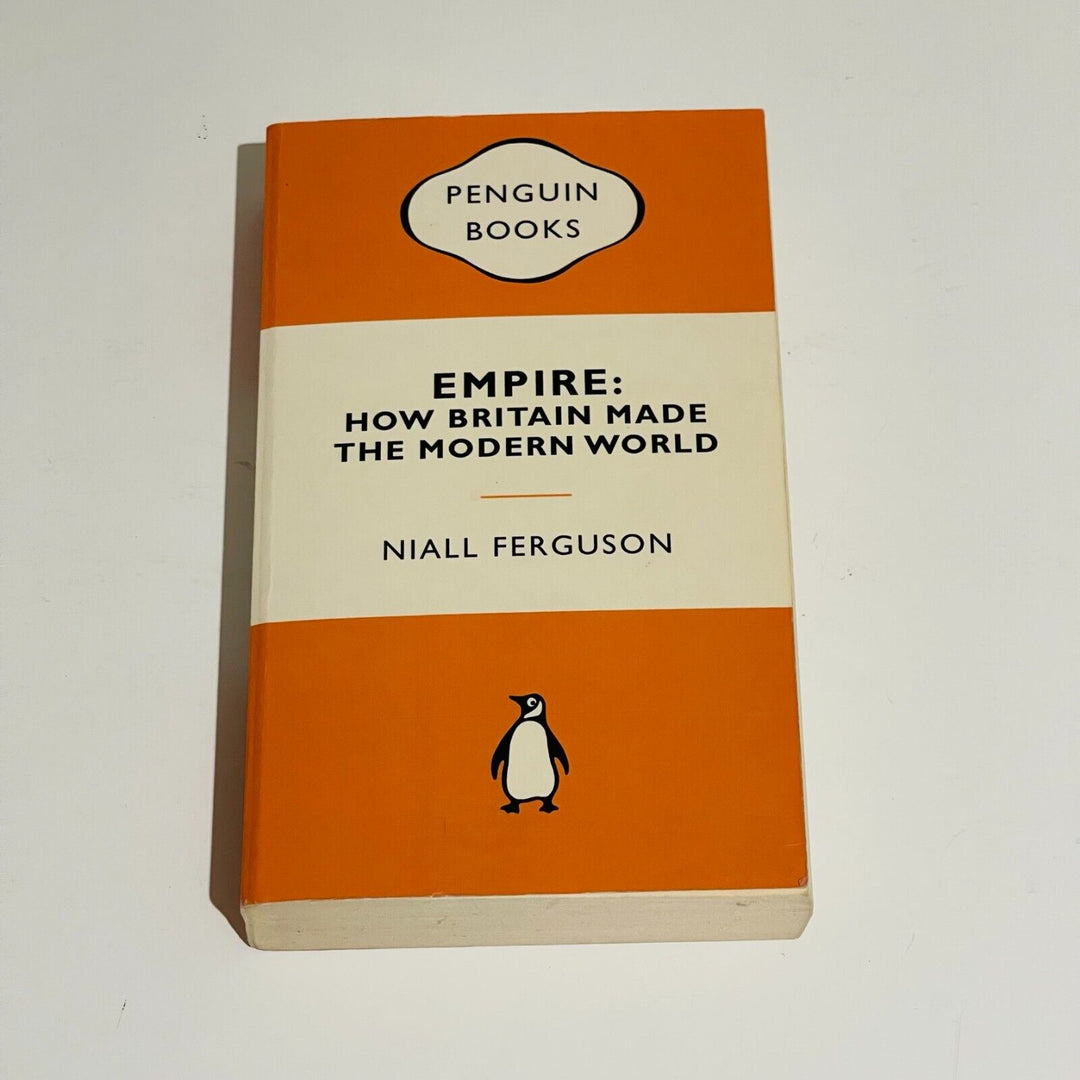 PENGUIN
BOOKS
EMPIRE:
HOW BRITAIN MADE
THE MODERN WORLD
NIALL FERGUSON